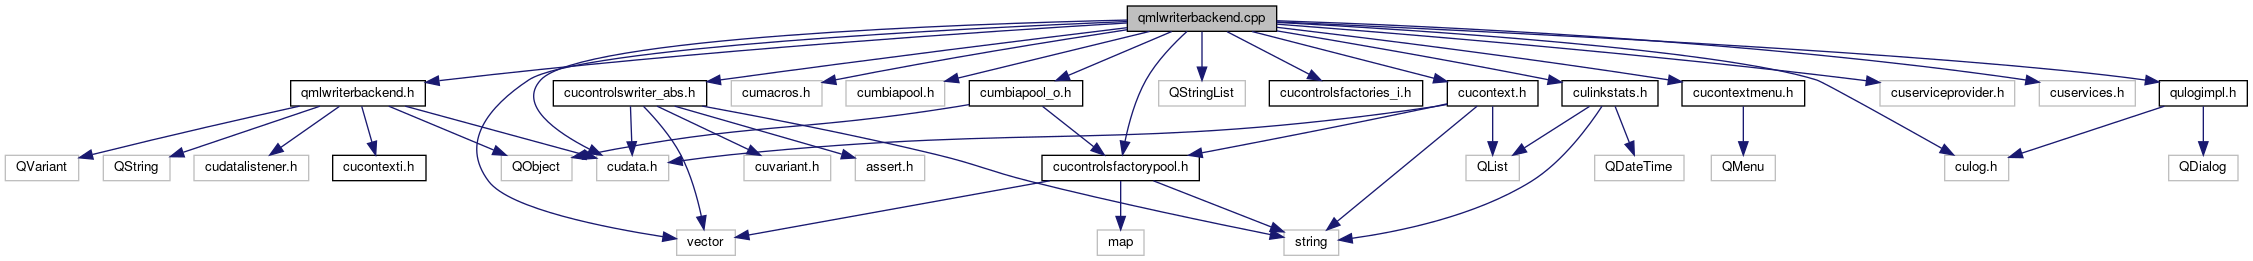 qmlwriterbackend.cpp
qmlwriterbackend.h
cucontrolswriter_abs.h
cumacros.h
cumbiapool.h
cumbiapool_o.h
QStringList
cucontrolsfactories_i.h
cucontext.h
culinkstats.h
cucontextmenu.h
cuserviceprovider.h
cuservices.h
qulogimpl.h
QVariant
QString
cudatalistener.h
cucontexti.h
QObject
cudata.h
cuvariant.h
assert.h
cucontrolsfactorypool.h
QList
QDateTime
QMenu
culog.h
QDialog
vector
map
string